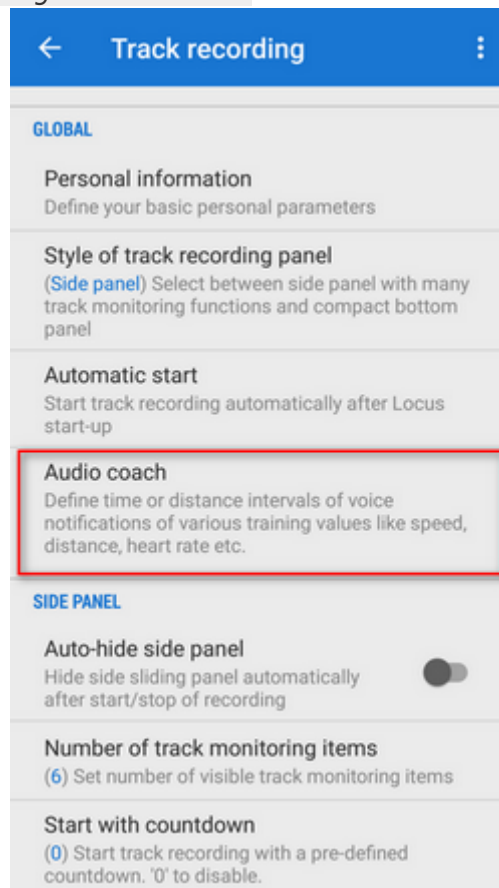 Track recording
GLOBAL
Personal information
Define your basic personal parameters
Style of track recording panel
(Side panel) Select between side panel with many
track monitoring functions and compact bottom
panel
Automatic start
Start track recording automatically after Locus
start-up
Audio coach
Define time or distance intervals of voice
notifications of various training values like speed,
distance, heart rate etc.
SIDE PANEL
Auto-hide side panel
Hide side sliding panel automatically
after start/stop of recording
Number of track monitoring items
(6) Set number of visible track monitoring items
Start with countdown
(0) Start track recording with a pre-defined
countdown. '0' to disable.